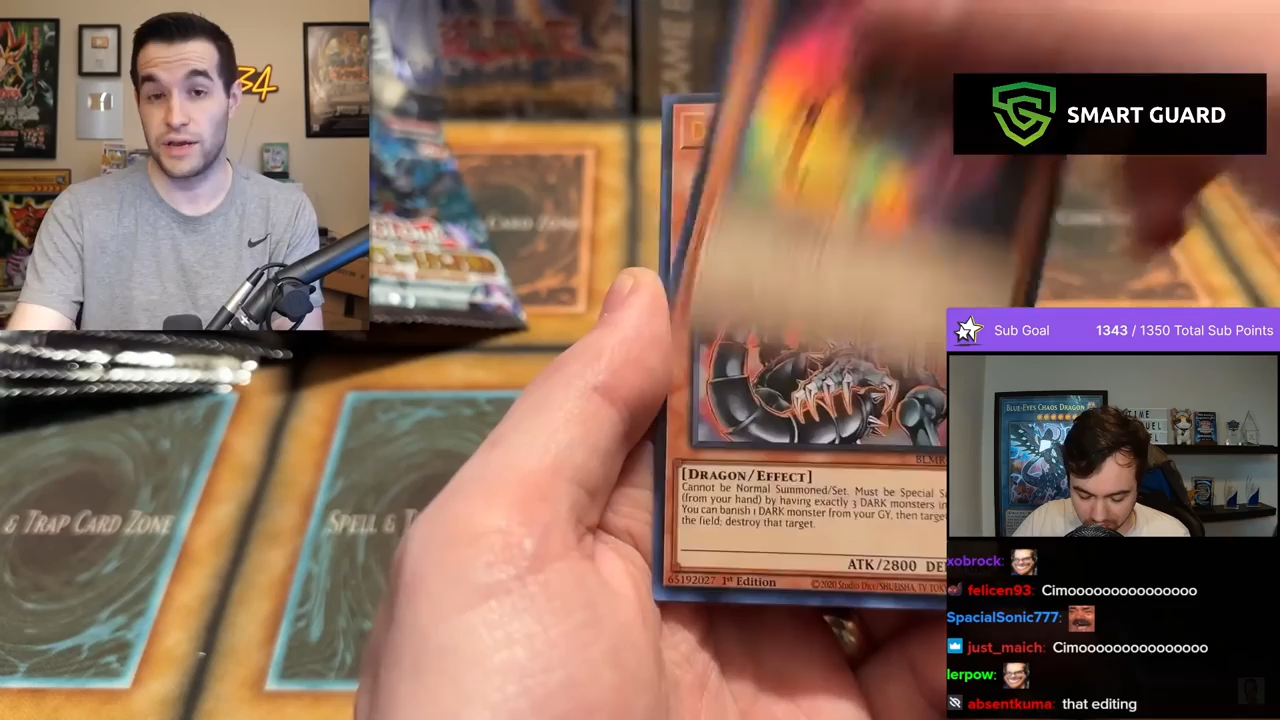 34
SMART GUARD
CARD ZONE
Sub Goal 1343 / 1350 Total Sub Points
BLUE-EYES CHAOS DRAGON
& TRAP CARD ZONE
SPELL & T
[DRAGON/EFFECT]
Cannot be Normal Summoned/Set. Must be Special S
(from your hand) by having exactly 3 DARK monsters in
You can banish 1 DARK monster from your GY, then target
the field; destroy that target.
ATK/2800 DE
65192027 1st Edition
©2020 Studio Dice/SHUEISHA, TV TOK
xobrock:
felicen93: Cimooooooooooooooo
SpacialSonic777:
just_maich: Cimooooooooooooooo
lerpow:
absentkuma: that editing